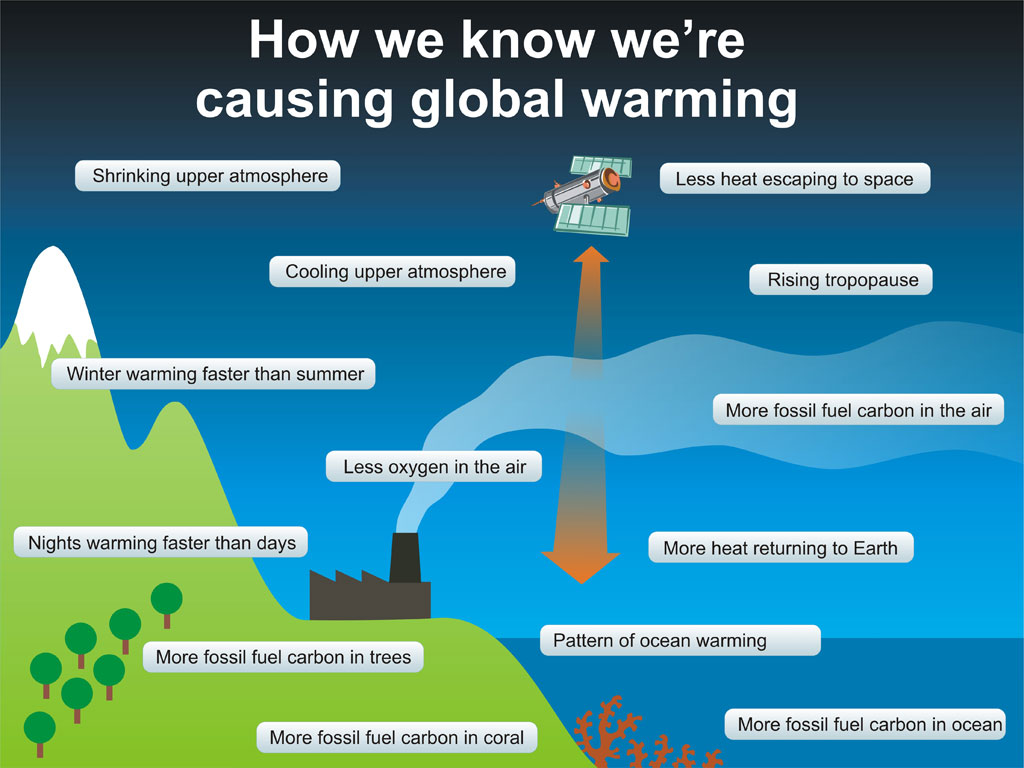 How we know we’re
causing global warming
Shrinking upper atmosphere
Less heat escaping to space
Cooling upper atmosphere
Rising tropopause
Winter warming faster than summer
More fossil fuel carbon in the air
Less oxygen in the air
Nights warming faster than days
More heat returning to Earth
Pattern of ocean warming
More fossil fuel carbon in trees
More fossil fuel carbon in ocean
More fossil fuel carbon in coral